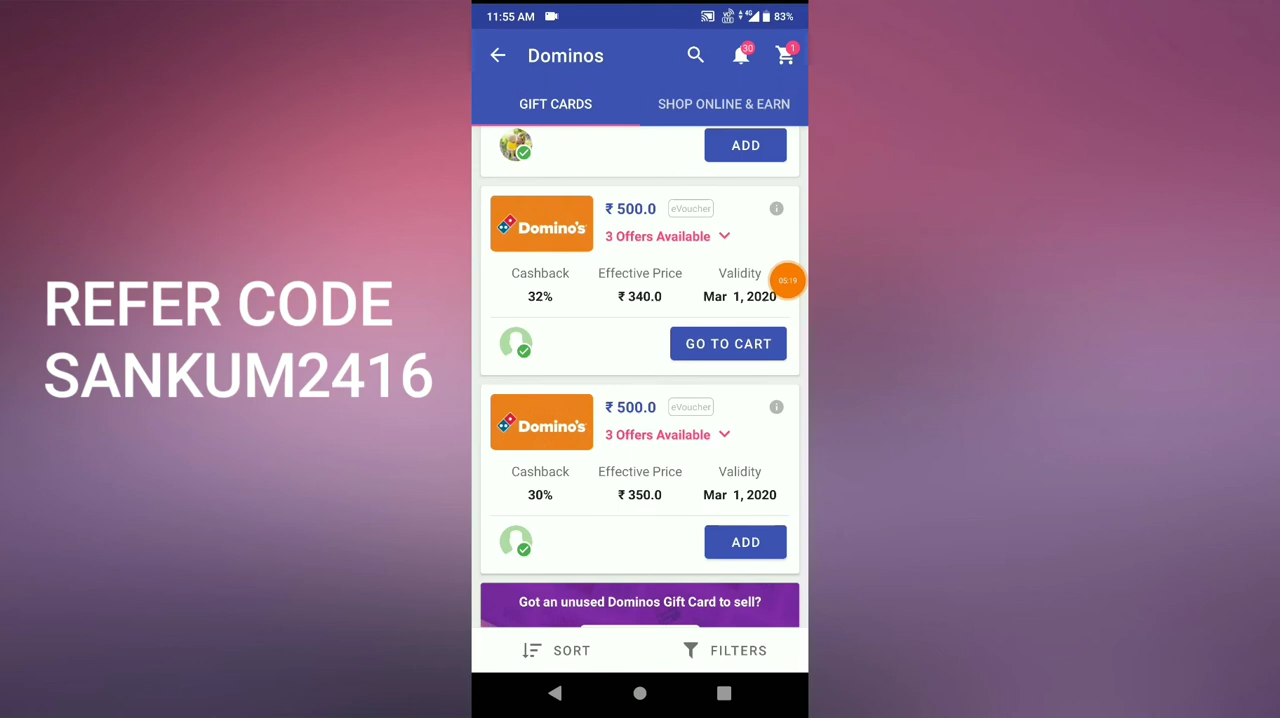 11:55 AM
4G
83%
Dominos
30
1
GIFT CARDS
SHOP ONLINE & EARN
ADD
Domino's
₹ 500.0
eVoucher
3 Offers Available
Cashback
Effective Price
Validity
32%
₹ 340.0
Mar 1, 2020
05:19
GO TO CART
Domino's
₹ 500.0
eVoucher
3 Offers Available
Cashback
Effective Price
Validity
30%
₹ 350.0
Mar 1, 2020
ADD
Got an unused Dominos Gift Card to sell?
SORT
FILTERS
REFER CODE
SANKUM2416